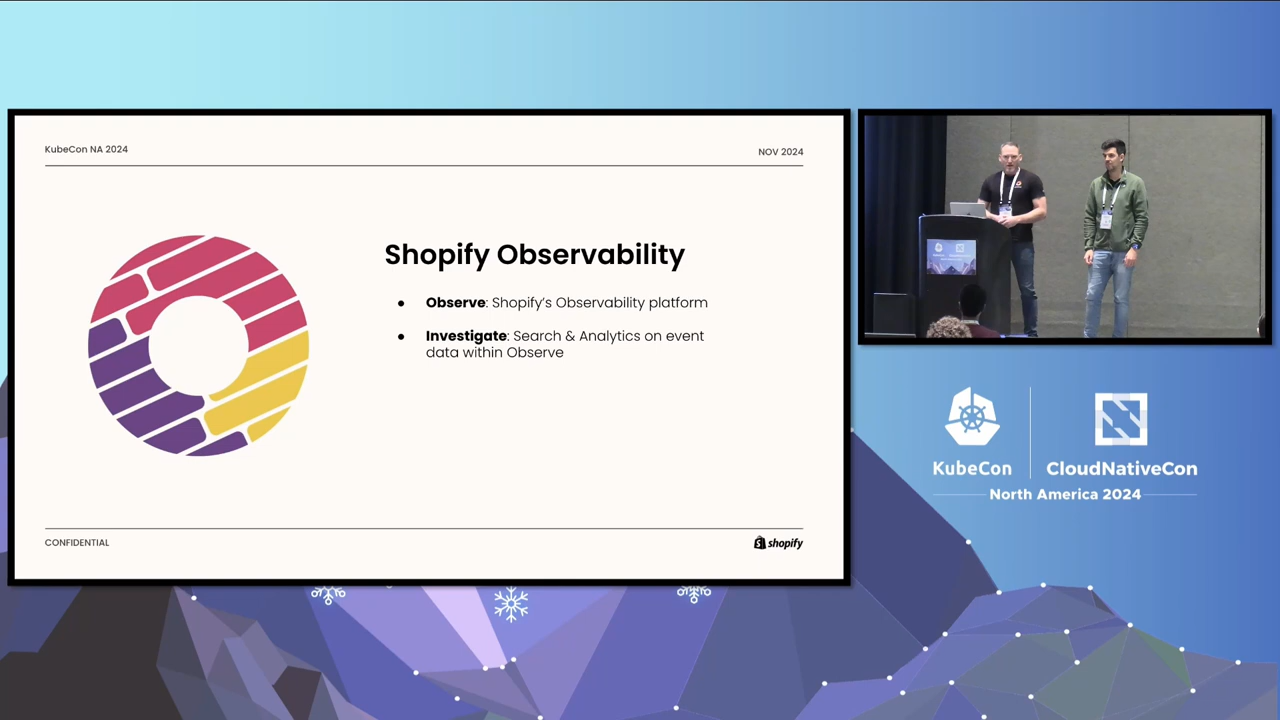 KubeCon NA 2024
NOV 2024
Shopify Observability
● Observe: Shopify’s Observability platform
● Investigate: Search & Analytics on event
data within Observe
CONFIDENTIAL
shopify
KubeCon
CloudNativeCon
North America 2024